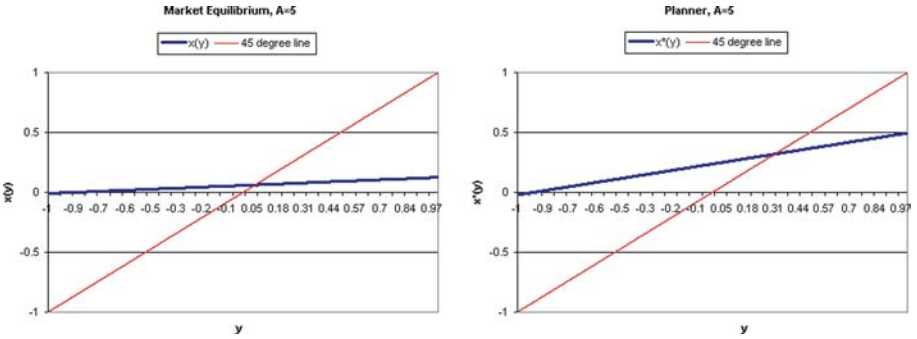 Market Equilibrium, A=5
x(y) 45 degree line
1
0.5
0
-0.5
-1
-1 -0.9 -0.7 -0.6 -0.5 -0.3 -0.2 -0.1 0.05 0.18 0.31 0.44 0.57 0.7 0.84 0.97
x(y)
y
Planner, A=5
x*(y) 45 degree line
1
0.5
0
-0.5
-1
-1 -0.9 -0.7 -0.6 -0.5 -0.3 -0.2 -0.1 0.05 0.18 0.31 0.44 0.57 0.7 0.84 0.97
x*(y)
y